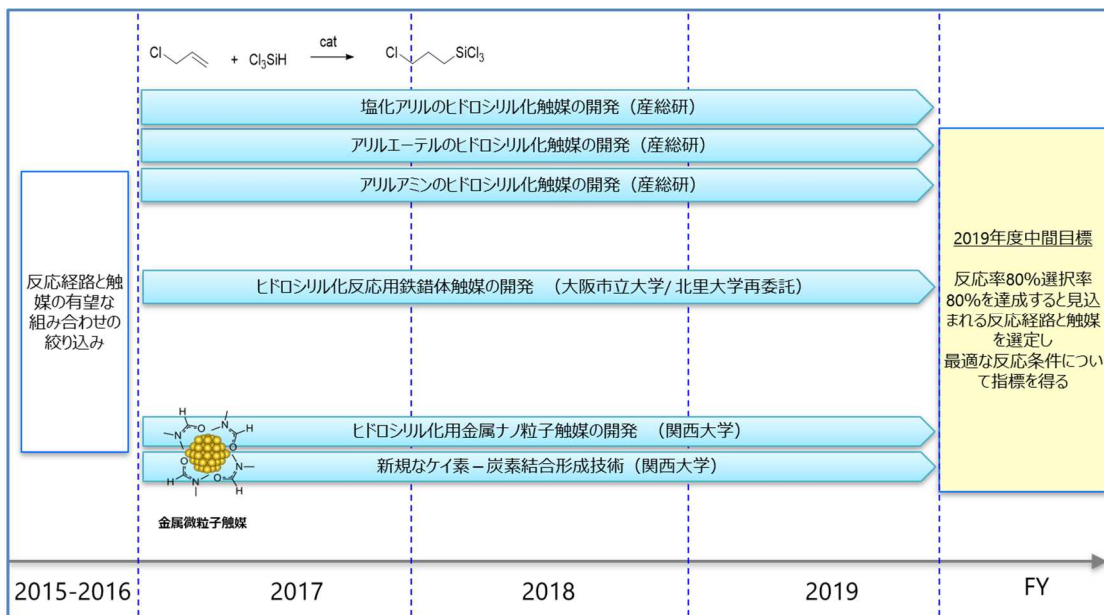 Cl + Cl₃SiH cat Cl SiCl₃
塩化アリルのヒドロシリル化触媒の開発（産総研）
アリルエーテルのヒドロシリル化触媒の開発（産総研）
アリルアミンのヒドロシリル化触媒の開発（産総研）
反応経路と触
媒の有望な
組み合わせの
絞り込み
ヒドロシリル化反応用鉄錯体触媒の開発　（大阪市立大学/ 北里大学再委託）
ヒドロシリル化用金属ナノ粒子触媒の開発　（関西大学）
新規なケイ素－炭素結合形成技術（関西大学）
H N O O N H
H N O O N H
金属微粒子触媒
2019年度中間目標
反応率80%選択率
80%を達成すると見込
まれる反応経路と触媒
を選定し
最適な反応条件につい
て指標を得る
2015-2016 2017 2018 2019 FY